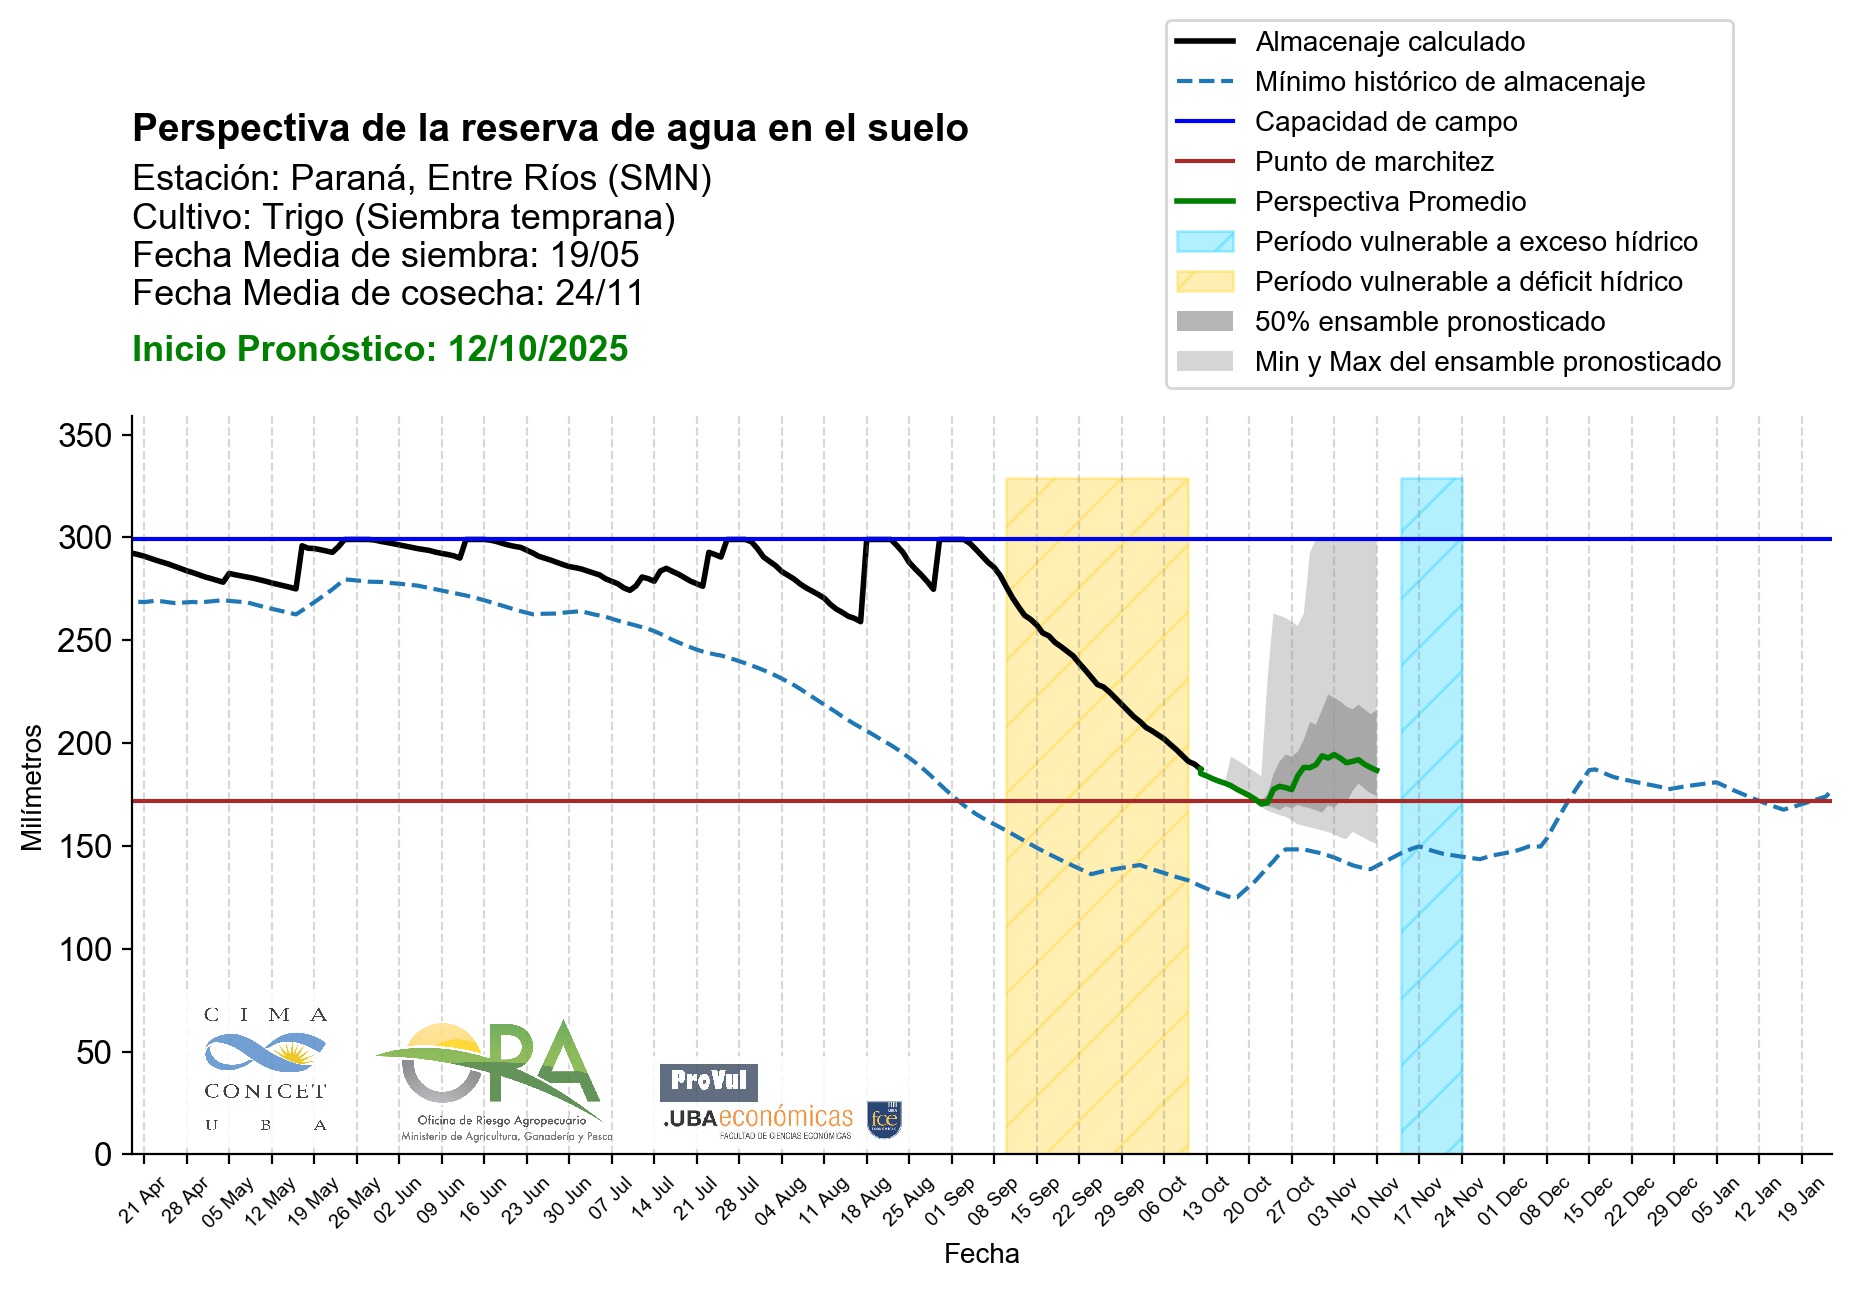 Almacenaje calculado
Mínimo histórico de almacenaje
Capacidad de campo
Punto de marchitez
Perspectiva Promedio
Período vulnerable a exceso hídrico
Período vulnerable a déficit hídrico
50% ensamble pronosticado
Min y Max del ensamble pronosticado
Perspectiva de la reserva de agua en el suelo
Estación: Paraná, Entre Ríos (SMN)
Cultivo: Trigo (Siembra temprana)
Fecha Media de siembra: 19/05
Fecha Media de cosecha: 24/11
Inicio Pronóstico: 12/10/2025
Milímetros
350
300
250
200
150
100
50
0
CIMA
CONICET
UBA
ORA
Oficina de Riesgo Agropecuario
Ministerio de Agricultura, Ganadería y Pesca
ProVul
.UBAeconómicas
FACULTAD DE CIENCIAS ECONÓMICAS
fce
21 Apr
28 Apr
05 May
12 May
19 May
26 May
02 Jun
09 Jun
16 Jun
23 Jun
30 Jun
07 Jul
14 Jul
21 Jul
28 Jul
04 Aug
11 Aug
18 Aug
25 Aug
01 Sep
08 Sep
15 Sep
22 Sep
29 Sep
06 Oct
13 Oct
20 Oct
27 Oct
03 Nov
10 Nov
17 Nov
24 Nov
01 Dec
08 Dec
15 Dec
22 Dec
29 Dec
05 Jan
12 Jan
19 Jan
Fecha